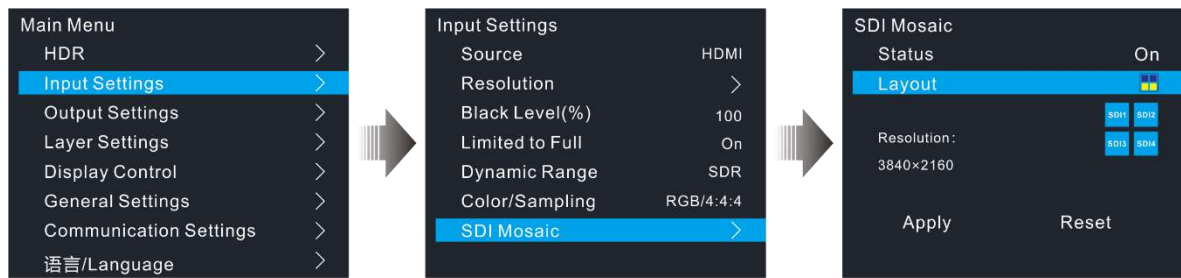 Main Menu
HDR
Input Settings
Output Settings
Layer Settings
Display Control
General Settings
Communication Settings
语言/Language
Input Settings
Source HDMI
Resolution
Black Level(%) 100
Limited to Full On
Dynamic Range SDR
Color/Sampling RGB/4:4:4
SDI Mosaic
SDI Mosaic
Status On
Layout
SDI1 SDI2
Resolution:
SDI3 SDI4
3840×2160
Apply Reset